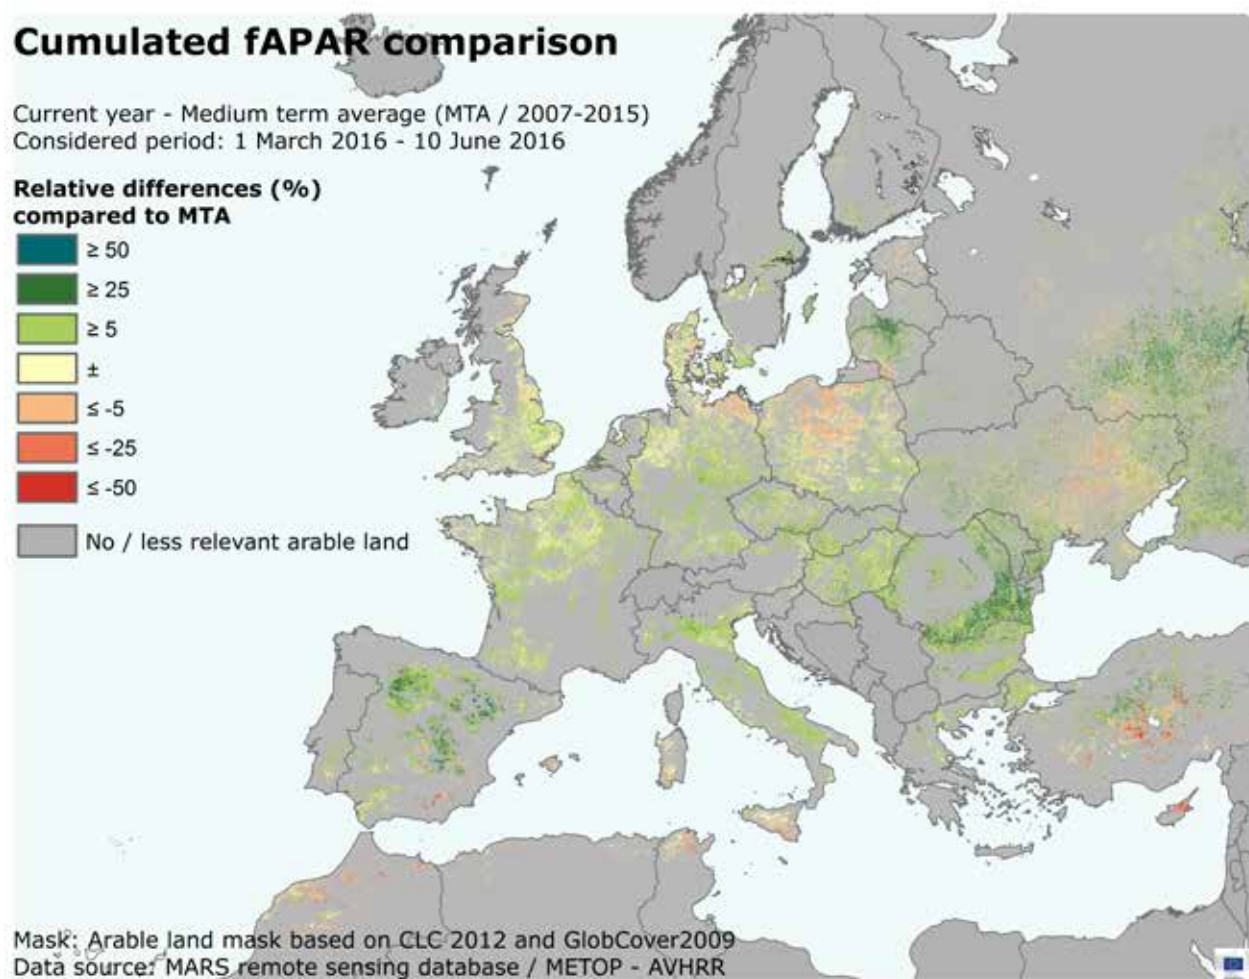 Cumulated fAPAR comparison
Current year - Medium term average (MTA / 2007-2015)
Considered period: 1 March 2016 - 10 June 2016
Relative differences (%)
compared to MTA
≥ 50
≥ 25
≥ 5
±
≤ -5
≤ -25
≤ -50
No / less relevant arable land
Mask: Arable land mask based on CLC 2012 and GlobCover2009
Data source: MARS remote sensing database / METOP - AVHRR